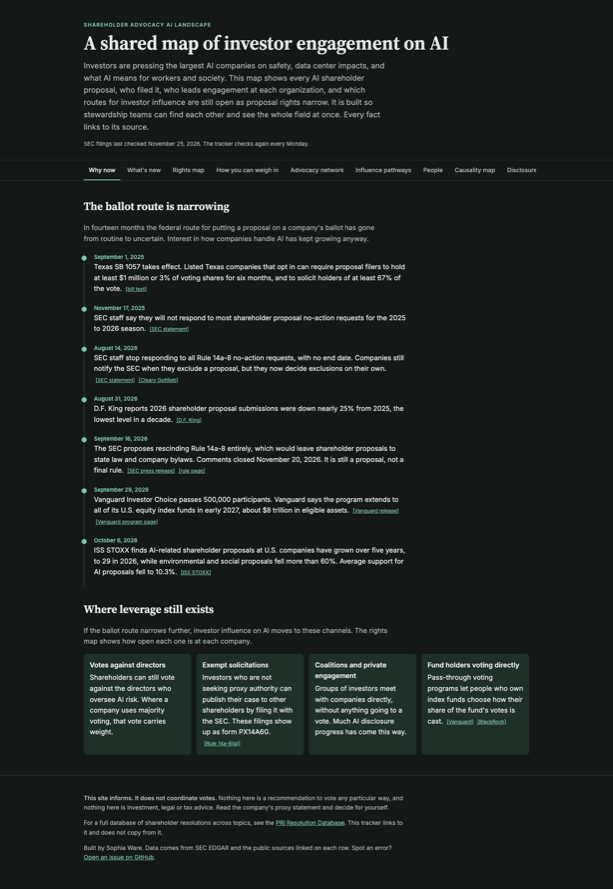 SHAREHOLDER ADVOCACY AI LANDSCAPE
A shared map of investor engagement on AI
Investors are pressing the largest AI companies on safety, data center impacts, and
what AI means for workers and society. This map shows every AI shareholder
proposal, who filed it, who leads engagement at each organization, and which
routes for investor influence are still open as proposal rights narrow. It is built so
stewardship teams can find each other and see the whole field at once. Every fact
links to its source.
SEC filings last checked November 25, 2026. The tracker checks again every Monday.
Why now What's new Rights map How you can weigh in Advocacy network Influence pathways People Causality map Disclosure
The ballot route is narrowing
In fourteen months the federal route for putting a proposal on a company's ballot has gone
from routine to uncertain. Interest in how companies handle AI has kept growing anyway.
September 1, 2025
Texas SB 1057 takes effect. Listed Texas companies that opt in can require proposal filers to hold
at least $1 million or 3% of voting shares for six months, and to solicit holders of at least 67% of
the vote. [bill text]
November 17, 2025
SEC staff say they will not respond to most shareholder proposal no-action requests for the 2025
to 2026 season. [SEC statement]
August 14, 2026
SEC staff stop responding to all Rule 14a-8 no-action requests, with no end date. Companies still
notify the SEC when they exclude a proposal, but they now decide exclusions on their own.
[SEC statement] [Cleary Gottlieb]
August 31, 2026
D.F. King reports 2026 shareholder proposal submissions were down nearly 25% from 2025, the
lowest level in a decade. [D.F. King]
September 16, 2026
The SEC proposes rescinding Rule 14a-8 entirely, which would leave shareholder proposals to
state law and company bylaws. Comments closed November 20, 2026. It is still a proposal, not a
final rule. [SEC press release] [rule page]
September 29, 2026
Vanguard Investor Choice passes 500,000 participants. Vanguard says the program extends to
all of its U.S. equity index funds in early 2027, about $8 trillion in eligible assets. [Vanguard release]
[Vanguard program page]
October 6, 2026
ISS STOXX finds AI-related shareholder proposals at U.S. companies have grown over five years,
to 29 in 2026, while environmental and social proposals fell more than 60%. Average support for
AI proposals fell to 10.3%. [ISS STOXX]
Where leverage still exists
If the ballot route narrows further, investor influence on AI moves to these channels. The rights
map shows how open each one is at each company.
Votes against directors
Shareholders can still vote
against the directors who
oversee AI risk. Where a
company uses majority
voting, that vote carries
weight.
Exempt solicitations
Investors who are not
seeking proxy authority can
publish their case to other
shareholders by filing it with
the SEC. These filings show
up as form PX14A6G.
[Rule 14a-6(g)]
Coalitions and private
engagement
Groups of investors meet
with companies directly,
without anything going to a
vote. Much AI disclosure
progress has come this way.
Fund holders voting directly
Pass-through voting
programs let people who own
index funds choose how their
share of the fund's votes is
cast. [Vanguard] [BlackRock]
This site informs. It does not coordinate votes. Nothing here is a recommendation to vote any particular way, and
nothing here is investment, legal or tax advice. Read the company's proxy statement and decide for yourself.
For a full database of shareholder resolutions across topics, see the PRI Resolution Database. This tracker links to
it and does not copy from it.
Built by Sophia Ware. Data comes from SEC EDGAR and the public sources linked on each row. Spot an error?
Open an issue on GitHub.